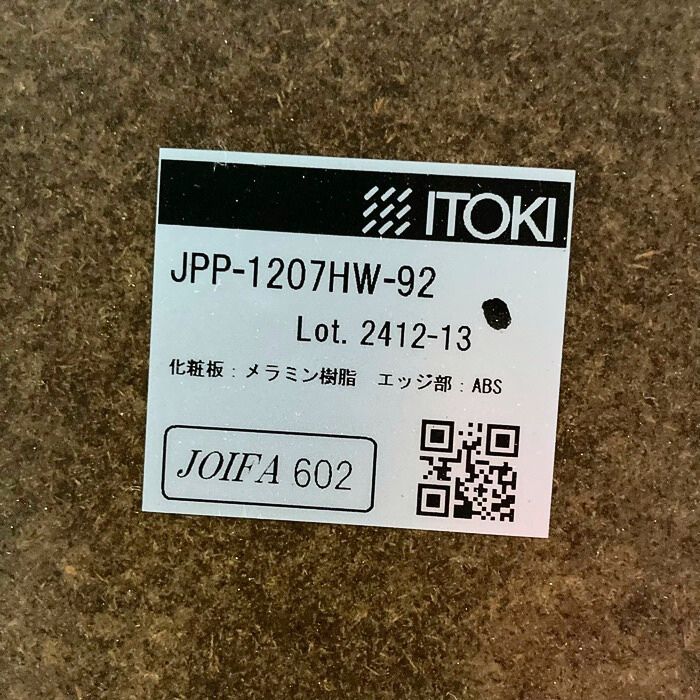 ITOKI
JPP-1207HW-92
Lot. 2412-13
化粧板：メラミン樹脂　エッジ部：ABS
JOIFA 602